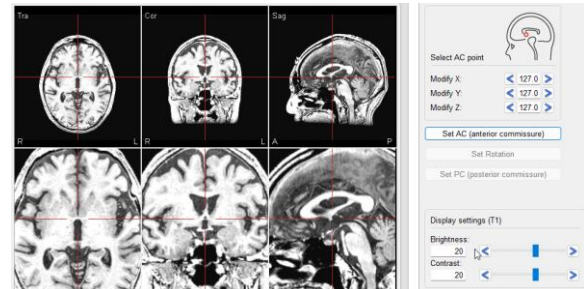 Tra
Cor
Sag
R
L
R
L
A
P
Select AC point
Modify X: 127.0
Modify Y: 127.0
Modify Z: 127.0
Set AC (anterior commissure)
Set Rotation
Set PC (posterior commissure)
Display settings (T1)
Brightness:
20
Contrast:
20